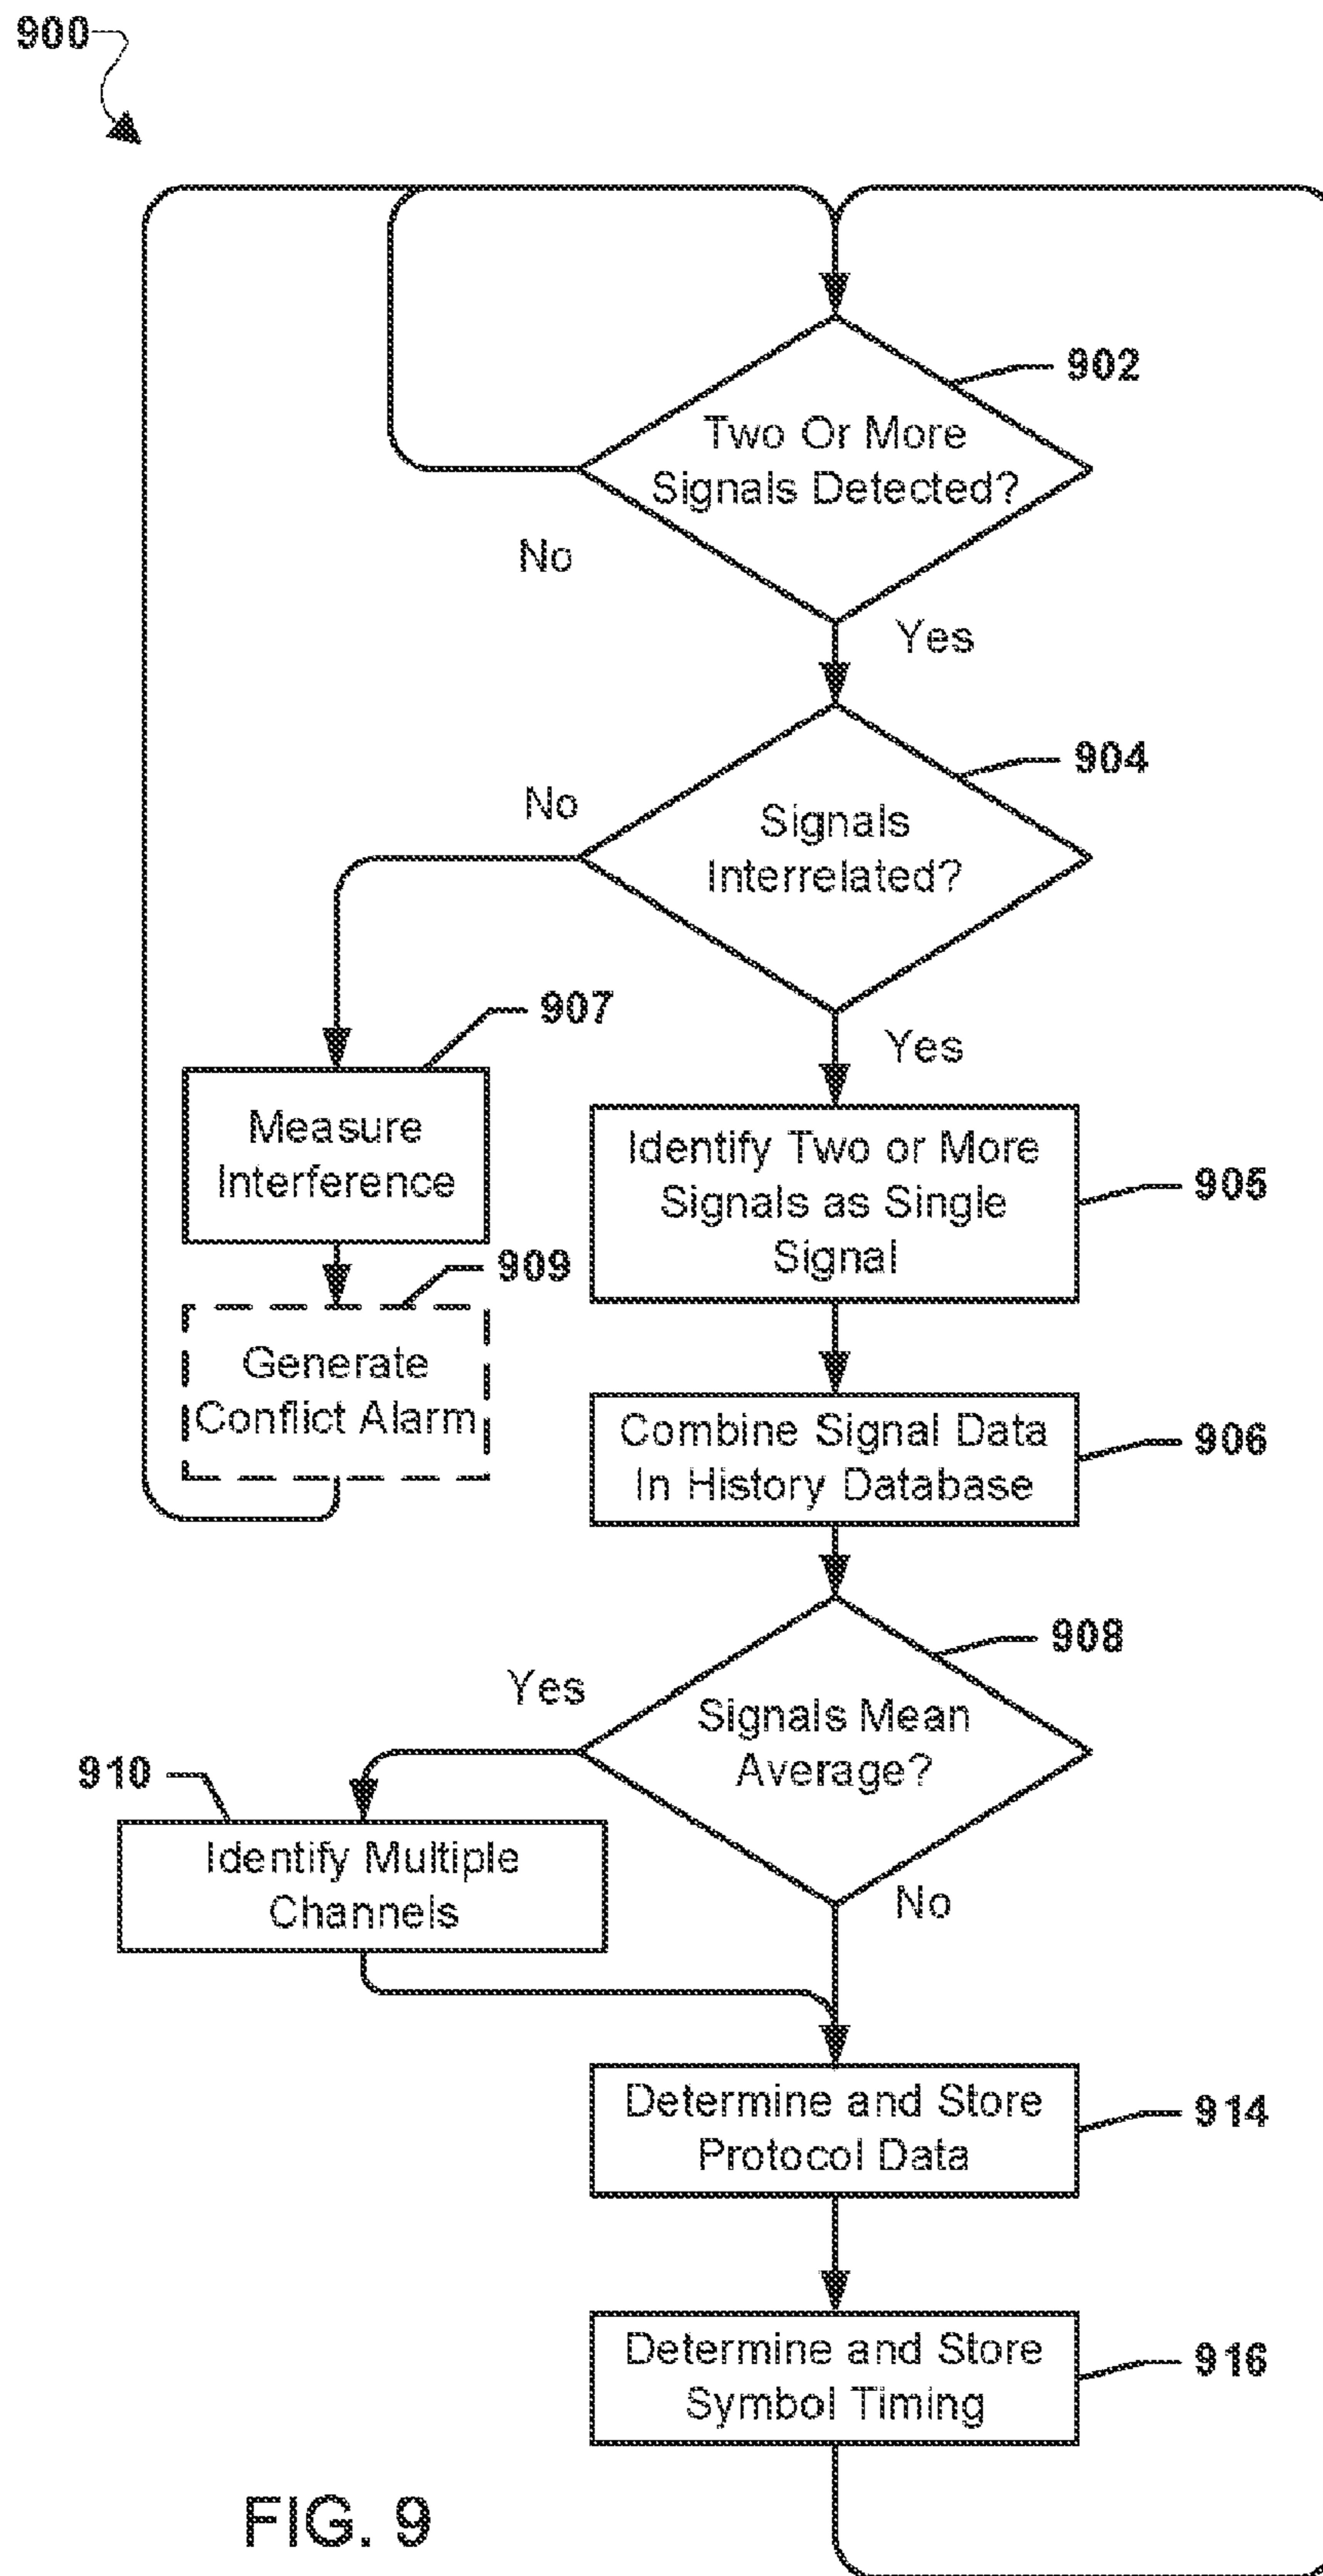 900
902
Two Or More
Signals Detected?
No
Yes
904
No
Signals
Interrelated?
907
Yes
Measure
Interference
Identify Two or More
Signals as Single
Signal
905
909
Generate
Conflict Alarm
Combine Signal Data
In History Database
906
908
Yes
Signals Mean
Average?
910
Identify Multiple
Channels
No
Determine and Store
Protocol Data
914
Determine and Store
Symbol Timing
916
FIG. 9